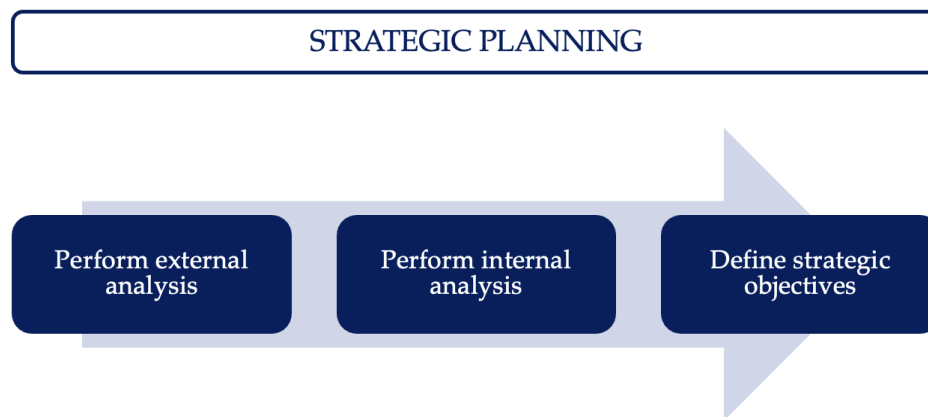 STRATEGIC PLANNING
Perform external
analysis
Perform internal
analysis
Define strategic
objectives